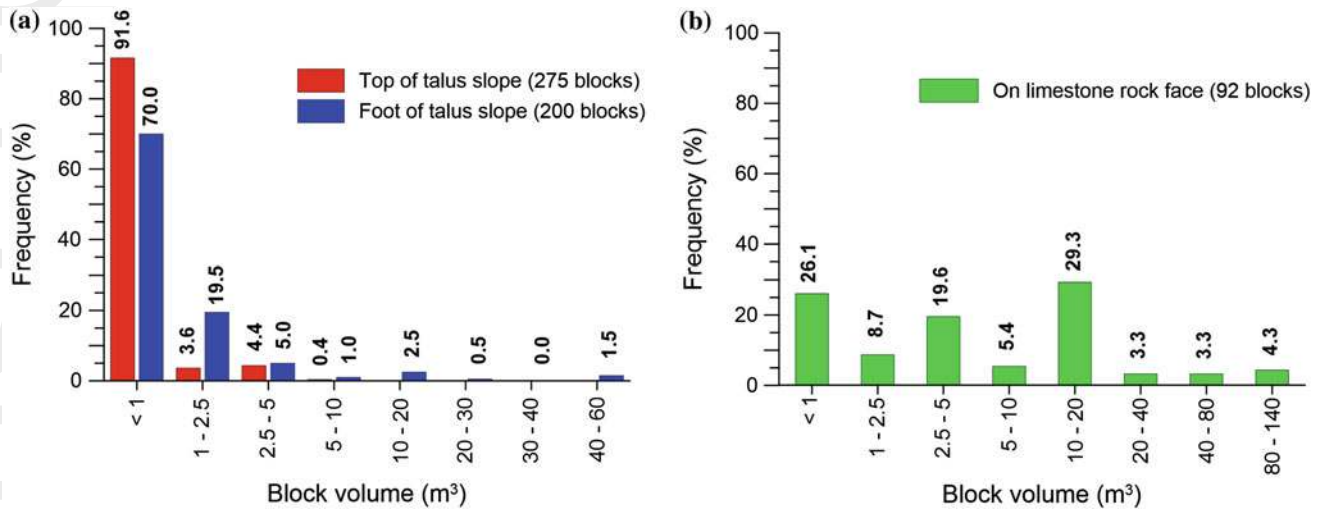 (a)
100
80
60
40
20
0
Frequency (%)
91.6
70.0
3.6
19.5
4.4
5.0
0.4
1.0
2.5
0.5
0.0
1.5
Top of talus slope (275 blocks)
Foot of talus slope (200 blocks)
< 1
1 - 2.5
2.5 - 5
5 - 10
10 - 20
20 - 30
30 - 40
40 - 60
Block volume (m³)
(b)
100
80
60
40
20
0
Frequency (%)
26.1
8.7
19.6
5.4
29.3
3.3
3.3
4.3
On limestone rock face (92 blocks)
< 1
1 - 2.5
2.5 - 5
5 - 10
10 - 20
20 - 40
40 - 80
80 - 140
Block volume (m³)